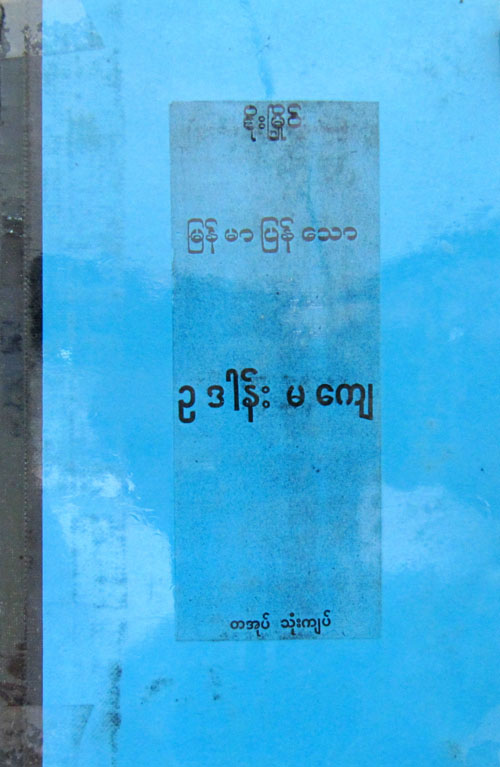 စိုးမြိုင်
မြန် မာ ပြန် သော
ဥ ဒါန်း မ ကျေ
တအုပ် သုံးကျပ်